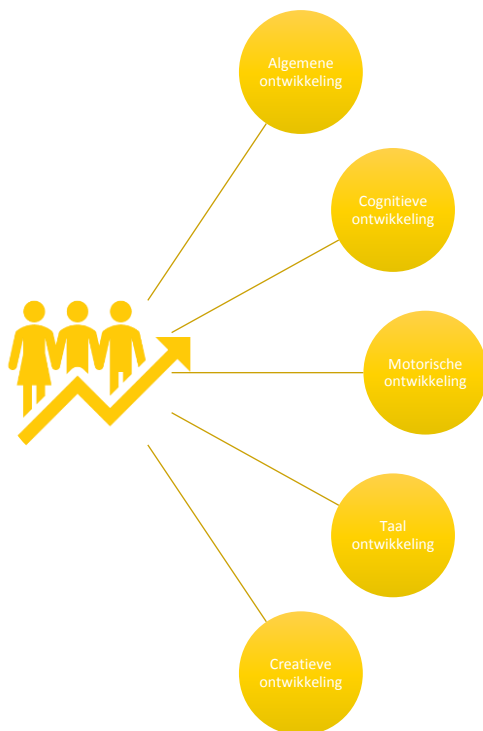 Algemene
ontwikkeling
Cognitieve
ontwikkeling
Motorische
ontwikkeling
Taal
ontwikkeling
Creatieve
ontwikkeling